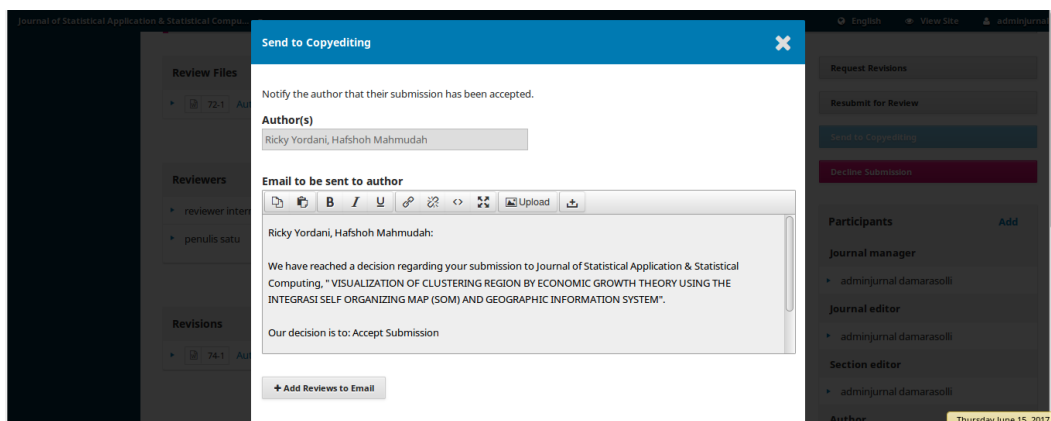 Journal of Statistical Application & Statistical Compu...
English View Site adminjurnal
Send to Copyediting
Review Files
72-1 Aut
Notify the author that their submission has been accepted.
Author(s)
Ricky Yordani, Hafshoh Mahmudah
Reviewers
reviewer intern
penulis satu
Email to be sent to author
B I U Upload
Ricky Yordani, Hafshoh Mahmudah:
We have reached a decision regarding your submission to Journal of Statistical Application & Statistical
Computing, " VISUALIZATION OF CLUSTERING REGION BY ECONOMIC GROWTH THEORY USING THE
INTEGRASI SELF ORGANIZING MAP (SOM) AND GEOGRAPHIC INFORMATION SYSTEM".
Our decision is to: Accept Submission
Revisions
74-1 Aut
Add Reviews to Email
Request Revisions
Resubmit for Review
Send to Copyediting
Decline Submission
Participants Add
Journal manager
adminjurnal damarasolli
Journal editor
adminjurnal damarasolli
Section editor
adminjurnal damarasolli
Author
Thursday June 15, 2017